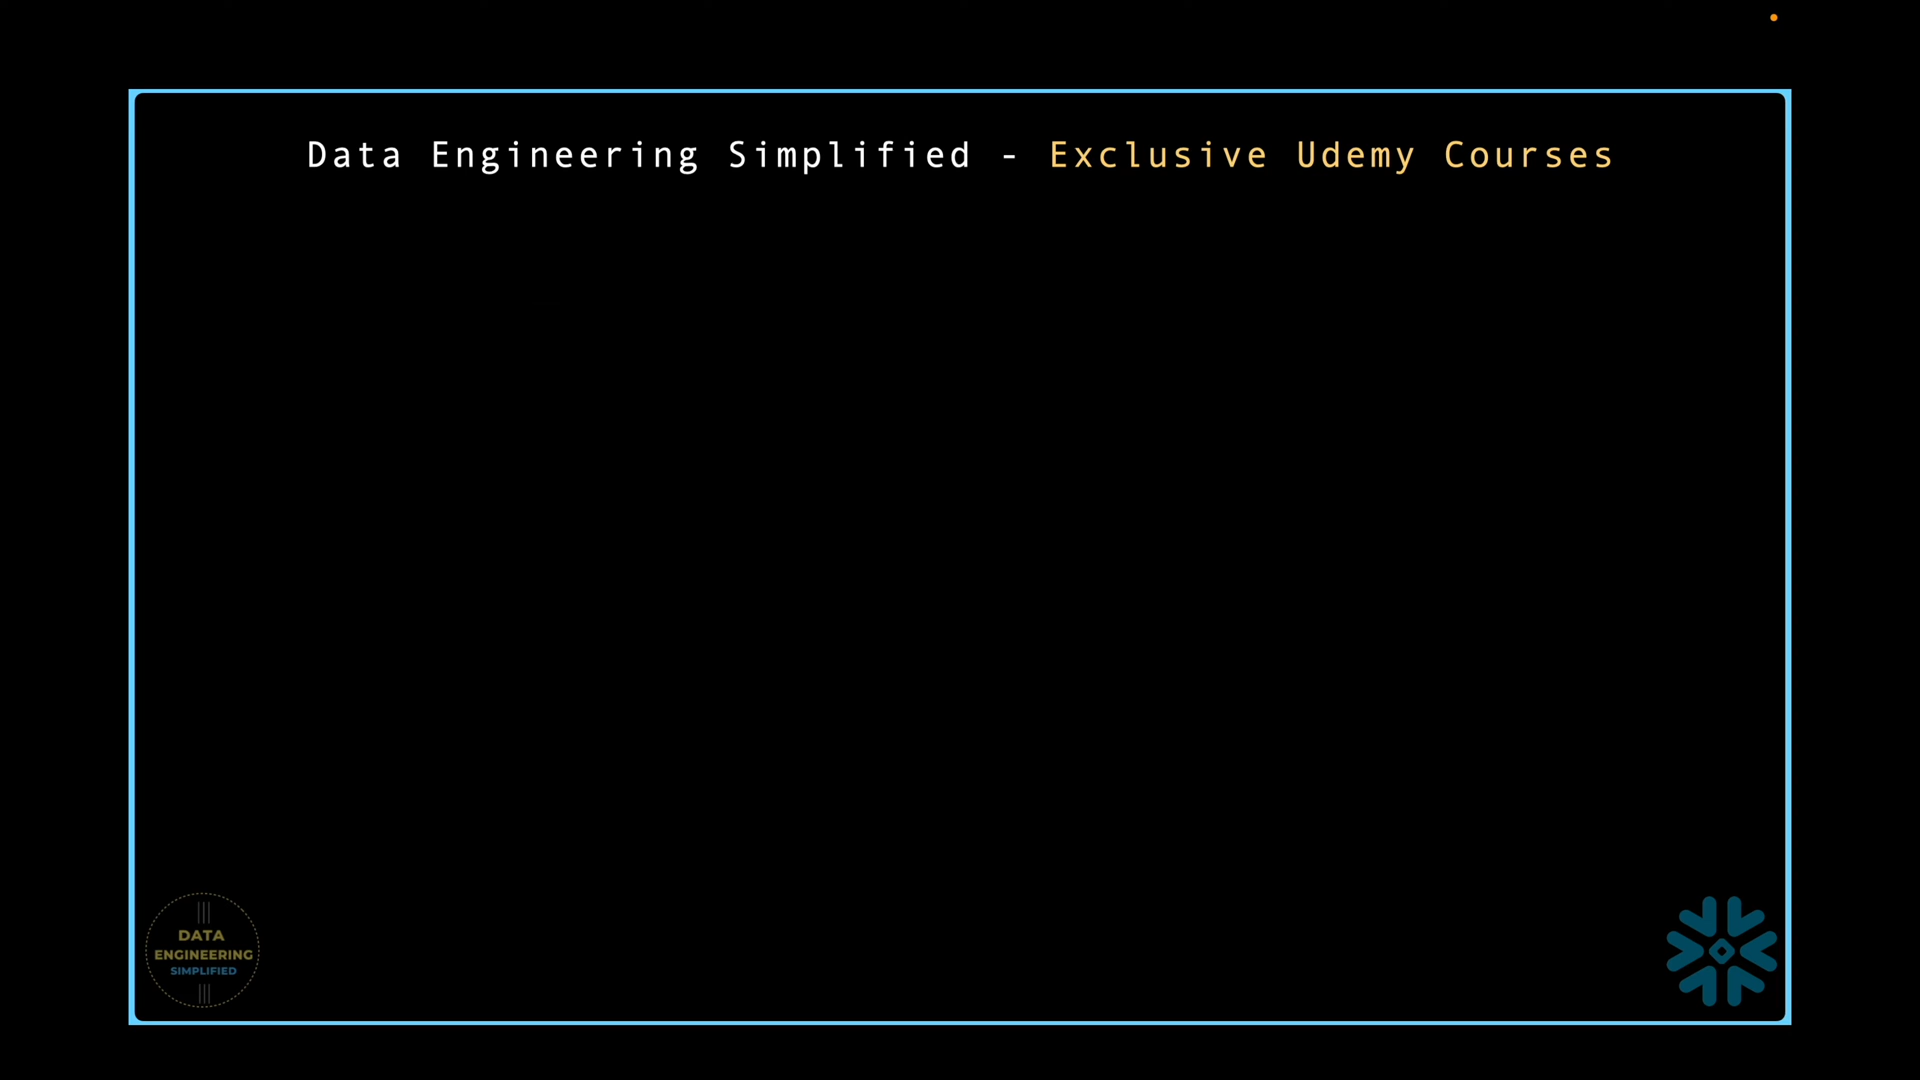 Data Engineering Simplified - Exclusive Udemy Courses
DATA
ENGINEERING
SIMPLIFIED